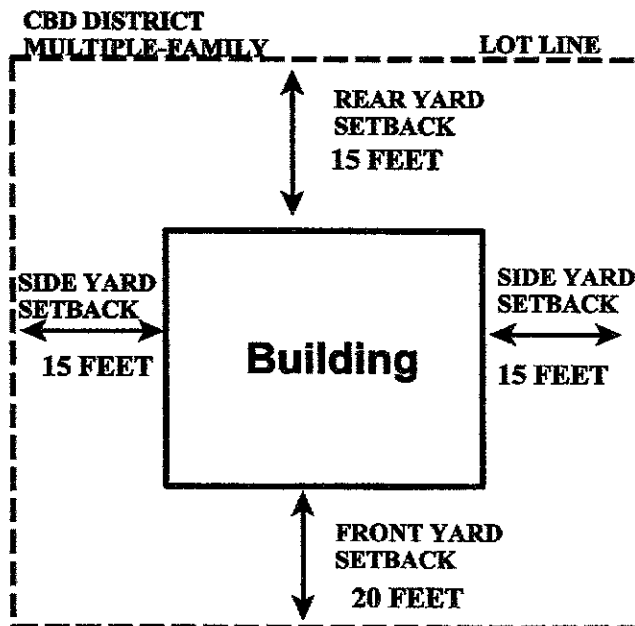 CBD DISTRICT
MULTIPLE-FAMILY
LOT LINE
REAR YARD
SETBACK
15 FEET
SIDE YARD
SETBACK
15 FEET
Building
SIDE YARD
SETBACK
15 FEET
FRONT YARD
SETBACK
20 FEET